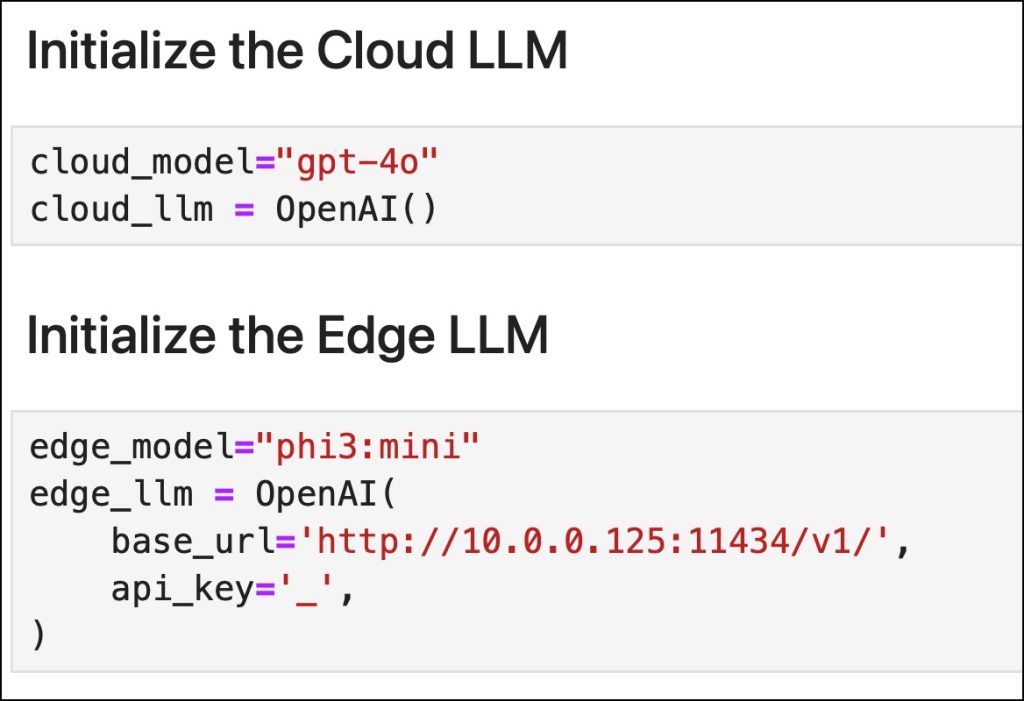 Initialize the Cloud LLM
cloud_model="gpt-4o"
cloud_llm = OpenAI()
Initialize the Edge LLM
edge_model="phi3:mini"
edge_llm = OpenAI(
    base_url='http://10.0.0.125:11434/v1/',
    api_key='_',
)